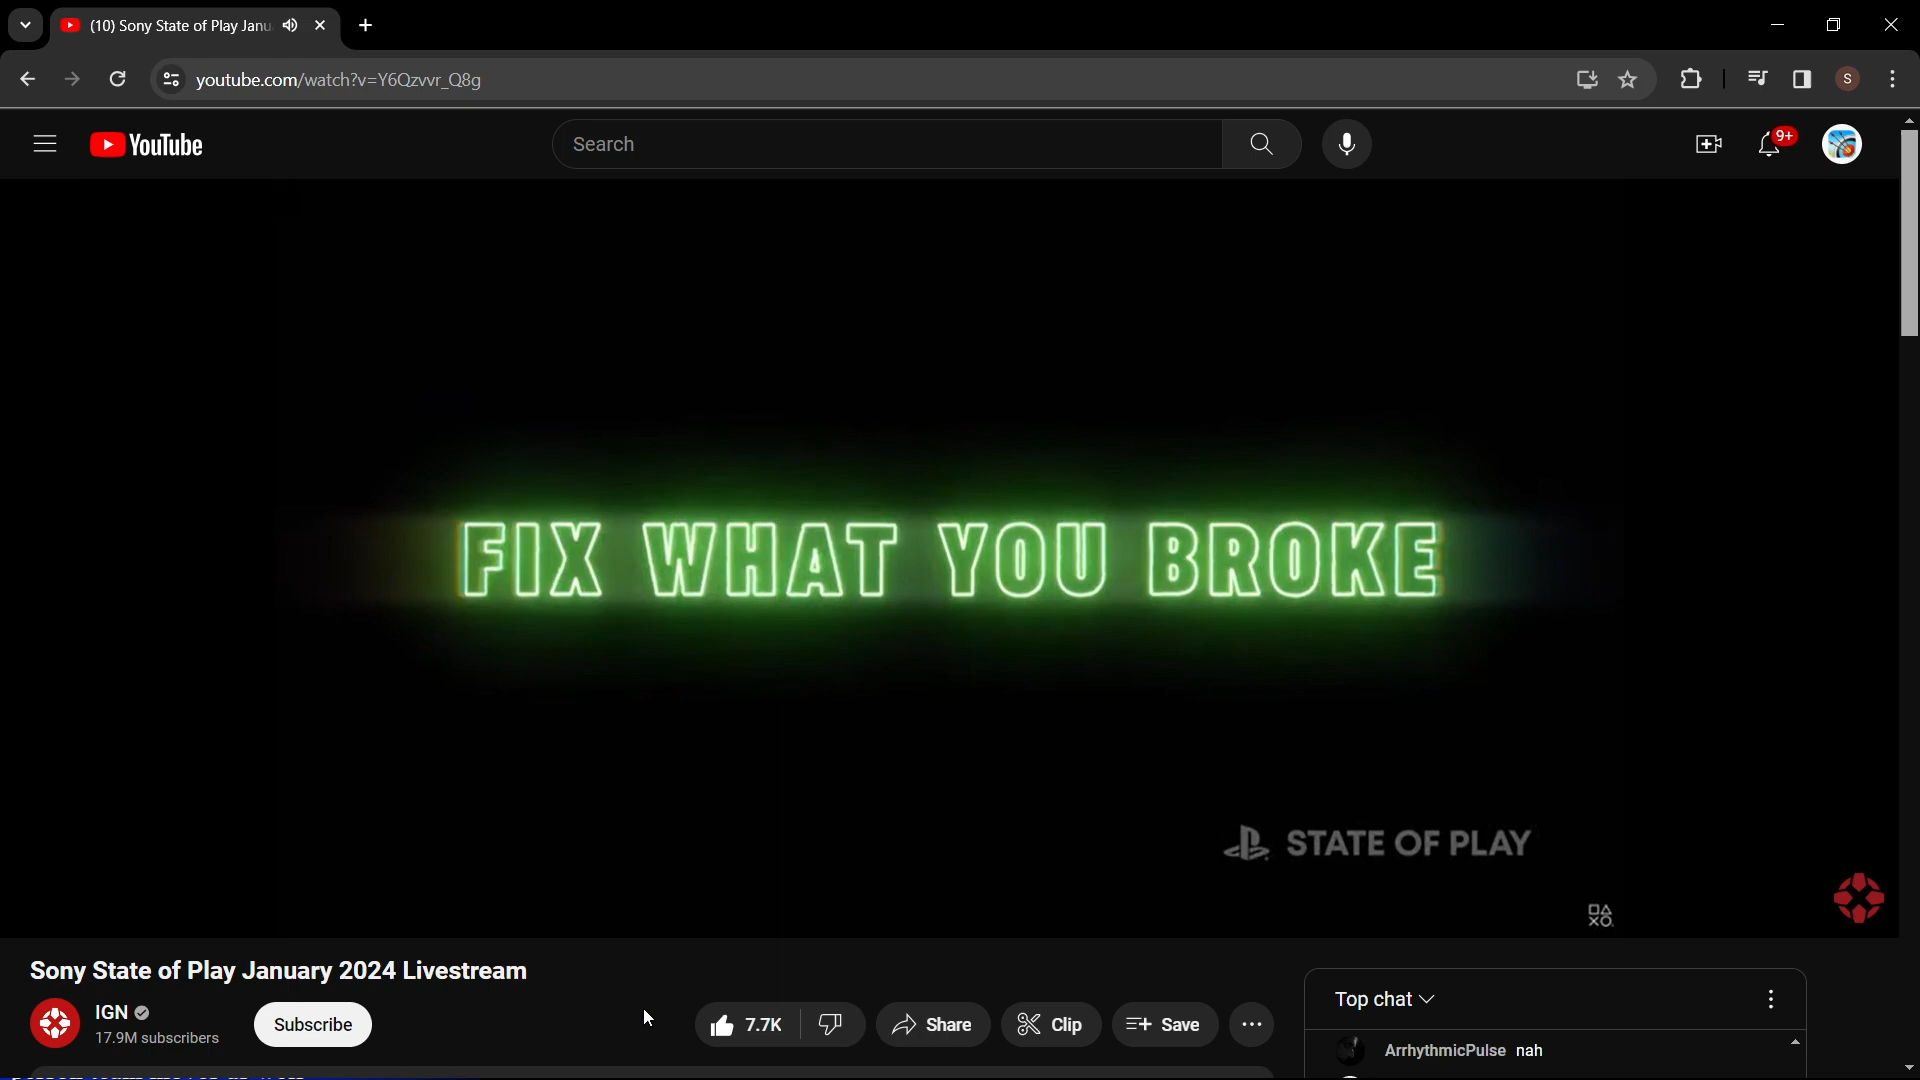 (10) Sony State of Play Janu
youtube.com/watch?v=Y6Qzvvr_Q8g
S
YouTube
Search
9+
FIX WHAT YOU BROKE
STATE OF PLAY
Sony State of Play January 2024 Livestream
IGN
17.9M subscribers
Subscribe
7.7K
Share
Clip
Save
Top chat
ArrhythmicPulse nah